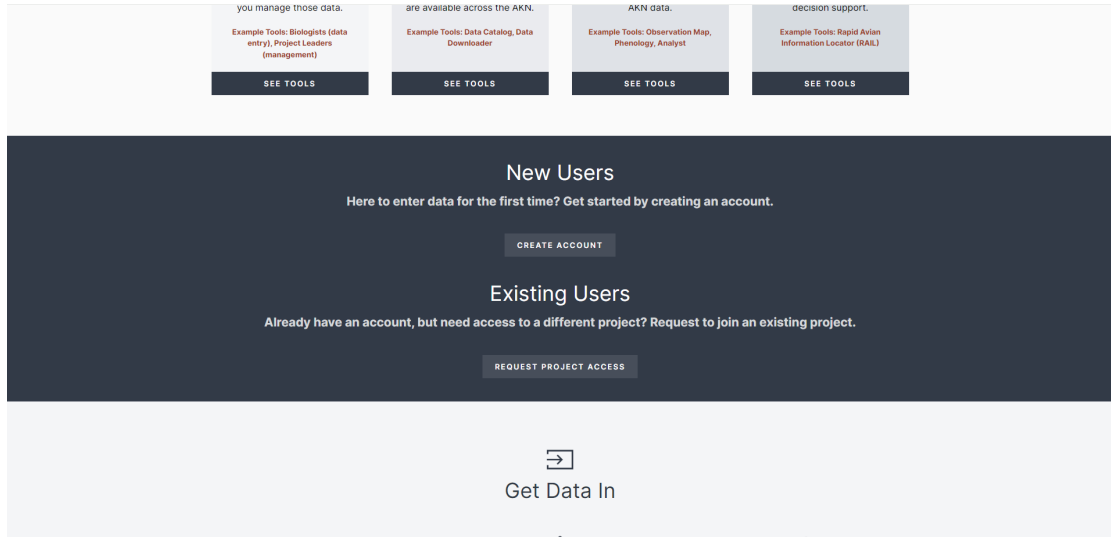 you manage those data.
Example Tools: Biologists (data
entry), Project Leaders
(management)
SEE TOOLS
are available across the AKN.
Example Tools: Data Catalog, Data
Downloader
SEE TOOLS
AKN data.
Example Tools: Observation Map,
Phenology, Analyst
SEE TOOLS
decision support.
Example Tools: Rapid Avian
Information Locator (RAIL)
SEE TOOLS
New Users
Here to enter data for the first time? Get started by creating an account.
CREATE ACCOUNT
Existing Users
Already have an account, but need access to a different project? Request to join an existing project.
REQUEST PROJECT ACCESS
Get Data In